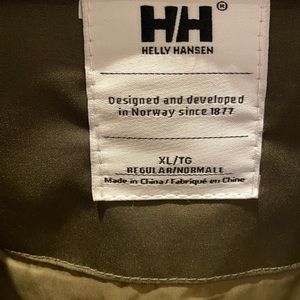 HH®
HELLY HANSEN
Designed and developed
in Norway since 1877
XL/TG
REGULAR/NORMALL
Made in China / Fabriqué en Chine